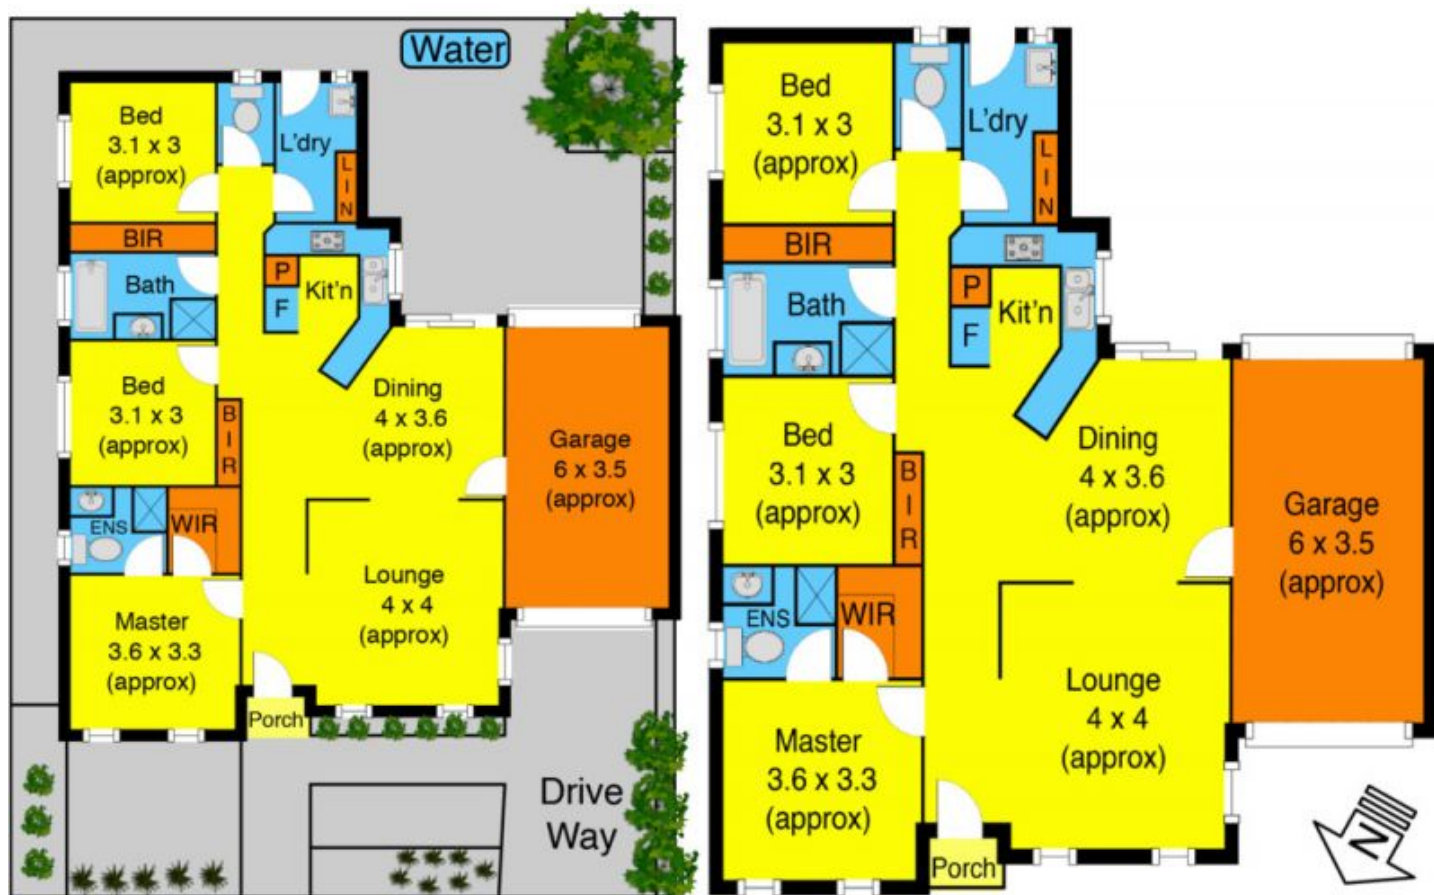 Water
Bed
3.1 x 3
(approx)
L'dry
L
I
N
BIR
Bath
P
F
Kit'n
Bed
3.1 x 3
(approx)
B
I
R
Dining
4 x 3.6
(approx)
Garage
6 x 3.5
(approx)
ENS
WIR
Lounge
4 x 4
(approx)
Master
3.6 x 3.3
(approx)
Porch
Drive
Way
Bed
3.1 x 3
(approx)
L'dry
L
I
N
BIR
Bath
P
F
Kit'n
Bed
3.1 x 3
(approx)
B
I
R
Dining
4 x 3.6
(approx)
Garage
6 x 3.5
(approx)
ENS
WIR
Lounge
4 x 4
(approx)
Master
3.6 x 3.3
(approx)
Porch
N